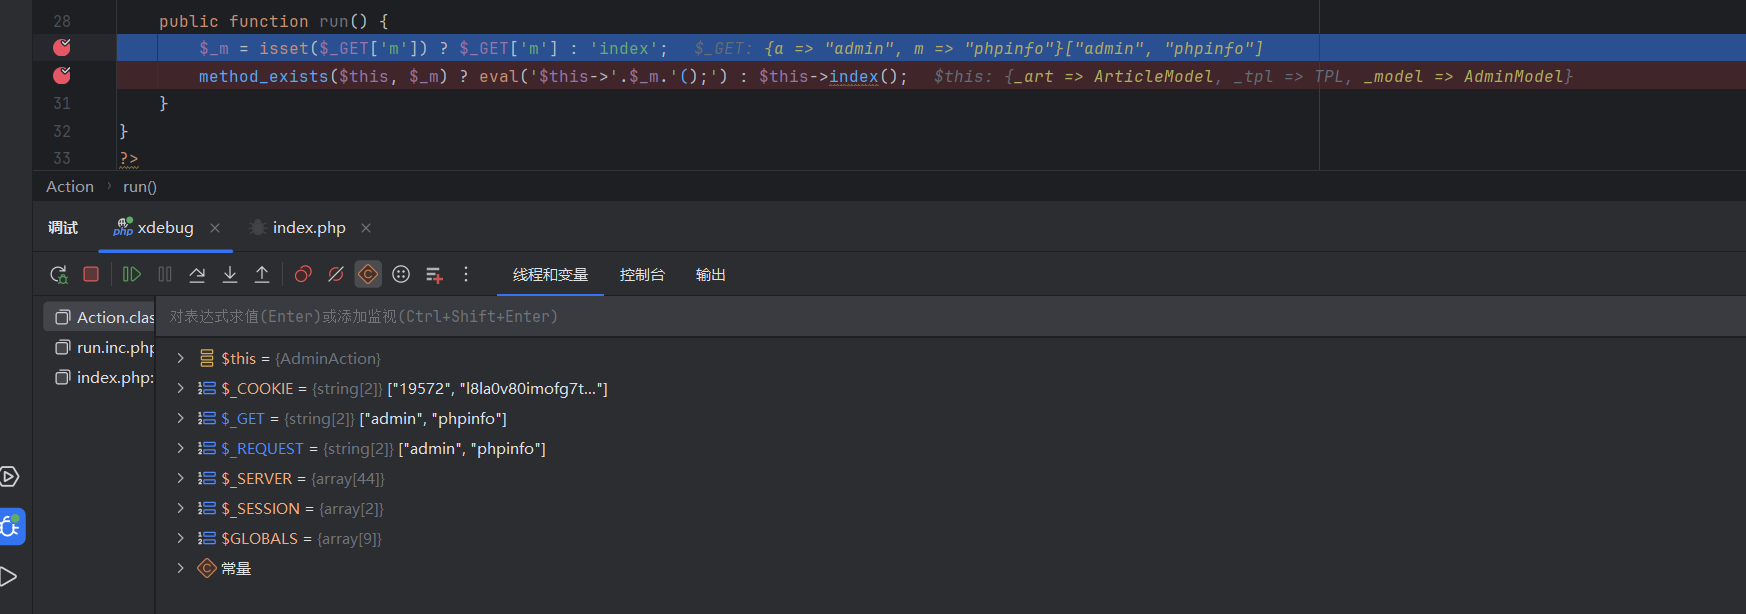 28 public function run() {
$_m = isset($_GET['m']) ? $_GET['m'] : 'index'; $_GET: {a => "admin", m => "phpinfo"}["admin", "phpinfo"]
method_exists($this, $_m) ? eval('$this->'.$_m.'();') : $this->index(); $this: {_art => ArticleModel, _tpl => TPL, _model => AdminModel}
31 }
32 }
33 ?>
Action › run()
调试 php xdebug × index.php ×
线程和变量 控制台 输出
Action.clas 对表达式求值(Enter)或添加监视(Ctrl+Shift+Enter)
run.inc.php
index.php:
$this = {AdminAction}
$_COOKIE = {string[2]} ["19572", "l8la0v80imofg7t..."]
$_GET = {string[2]} ["admin", "phpinfo"]
$_REQUEST = {string[2]} ["admin", "phpinfo"]
$_SERVER = {array[44]}
$_SESSION = {array[2]}
$GLOBALS = {array[9]}
常量